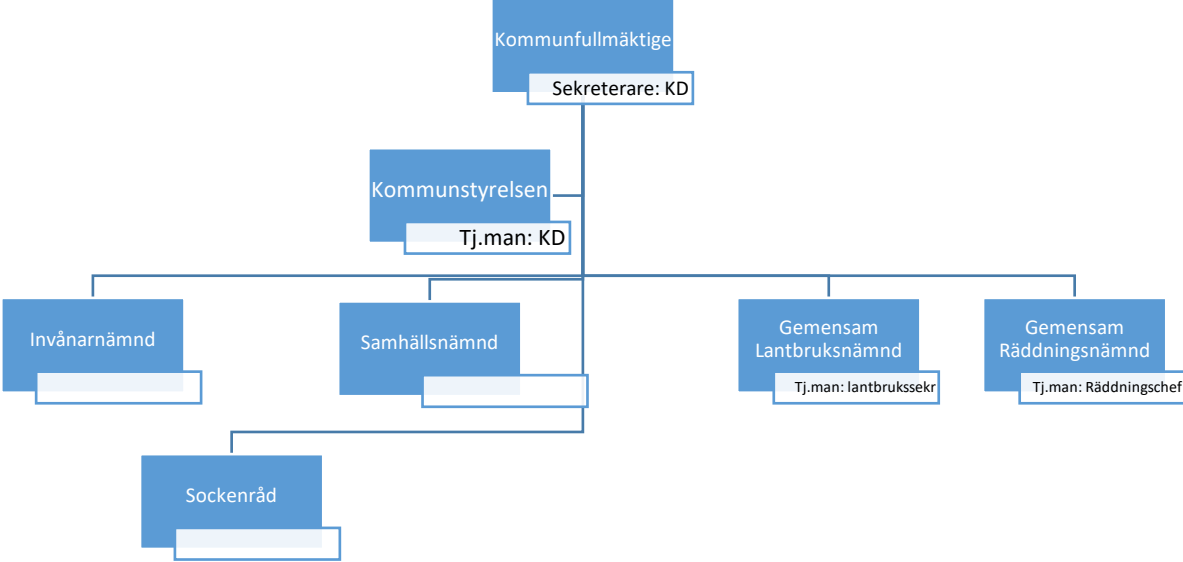 Kommunfullmäktige
Sekreterare: KD
Kommunstyrelsen
Tj.man: KD
Invånarnämnd
Samhällsnämnd
Gemensam
Lantbruksnämnd
Tj.man: lantbrukssekr
Gemensam
Räddningsnämnd
Tj.man: Räddningschef
Sockenråd